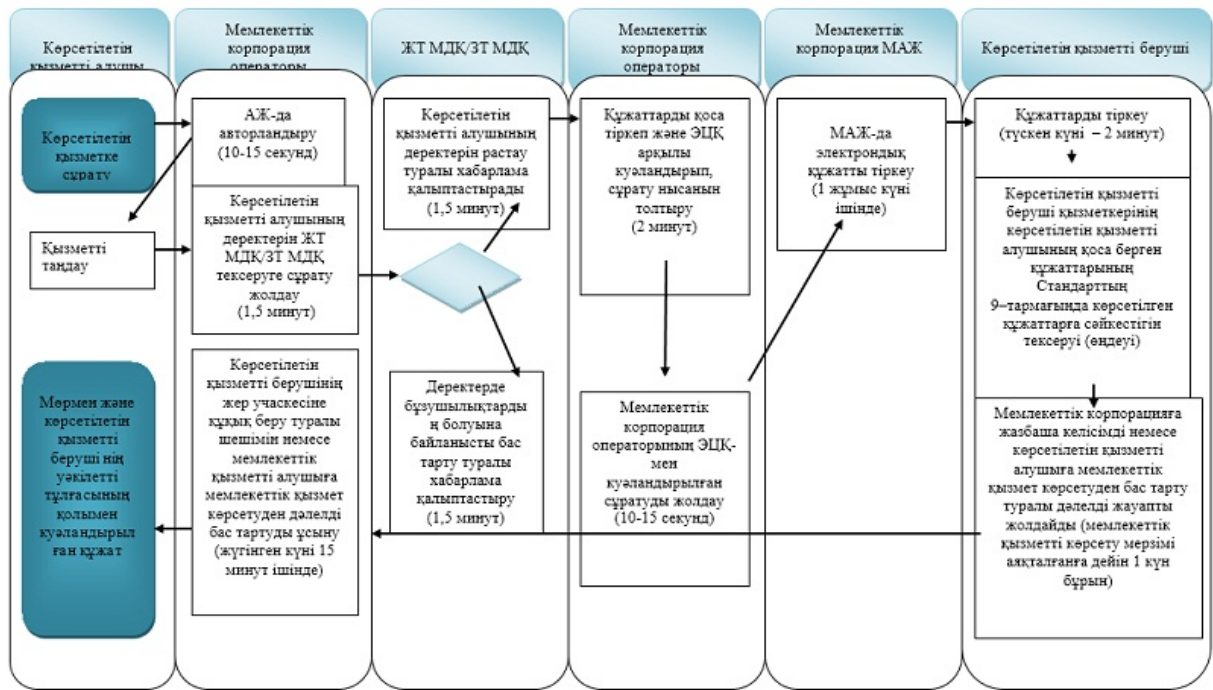 Көрсетілетін
қызметті алушы
Мемлекеттік
корпорация
операторы
ЖТ МДҚ/ЗТ МДҚ
Мемлекеттік
корпорация
операторы
Мемлекеттік
корпорация МАЖ
Көрсетілетін қызметті беруші
Көрсетілетін
қызметке
сұрату
Қызметті
таңдау
Мөрмен және
көрсетілетін
қызметті
беруші нің
уәкілетті
тұлғасының
қолымен
куәландырыл
ған құжат
АЖ-да
авторландыру
(10-15 секунд)
Көрсетілетін
қызметті алушының
деректерін ЖТ
МДҚ/ЗТ МДҚ
тексеруге сұрату
жолдау
(1,5 минут)
Көрсетілетін
қызметті берушінің
жер учаскесіне
құқық беру туралы
шешімін немесе
мемлекеттік
қызметті алушыға
мемлекеттік қызмет
көрсетуден дәлелді
бас тартуды ұсыну
(жүгінген күні 15
минут ішінде)
Көрсетілетін
қызметті алушының
деректерін растау
туралы хабарлама
қалыптастырады
(1,5 минут)
Деректерде
бұзушылықтарды
ң болуына
байланысты бас
тарту туралы
хабарлама
қалыптастыру
(1,5 минут)
Құжаттарды қоса
тіркеп және ЭЦҚ
арқылы
куәландырып,
сұрату нысанын
толтыру
(2 минут)
Мемлекеттік
корпорация
операторының ЭЦҚ-
мен
куәландырылған
сұратуды жолдау
(10-15 секунд)
МАЖ-да
электрондық
құжатты тіркеу
(1 жұмыс күні
ішінде)
Құжаттарды тіркеу
(түскен күні – 2 минут)
Көрсетілетін қызметті
беруші қызметкерінің
көрсетілетін қызметті
алушының қоса берген
құжаттарының
Стандарттың
9–тармағында көрсетілген
құжаттарға сәйкестігін
тексеруі (өңдеуі)
Мемлекеттік корпорацияға
жазбаша келісімді немесе
көрсетілетін қызметті
алушыға мемлекеттік
қызмет көрсетуден бас тарту
туралы дәлелді жауапты
жолдайды (мемлекеттік
қызметті көрсету мерзімі
аяқталғанға дейін 1 күн
бұрын)